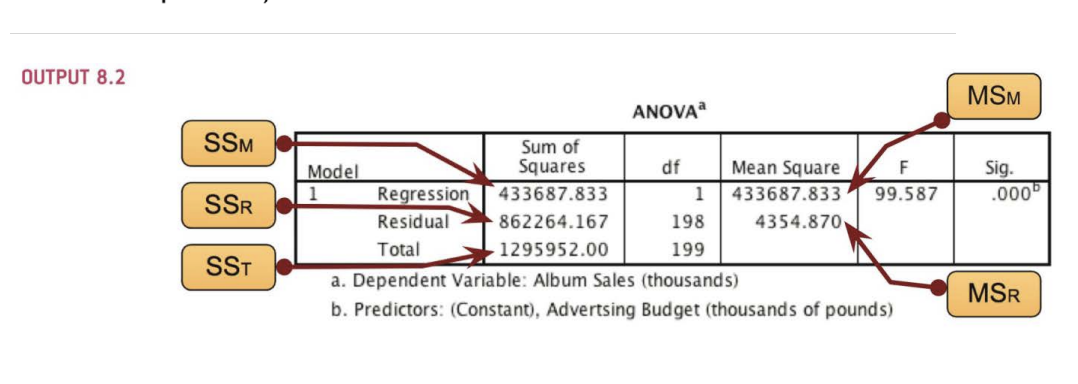 OUTPUT 8.2
MSM
ANOVAa
SSM
Sum of
Squares
Model df Mean Square F Sig.
1 Regression 433687.833 1 433687.833 99.587 .000b
SSR
Residual 862264.167 198 4354.870
Total 1295952.00 199
SST
a. Dependent Variable: Album Sales (thousands)
MSR
b. Predictors: (Constant), Advertsing Budget (thousands of pounds)